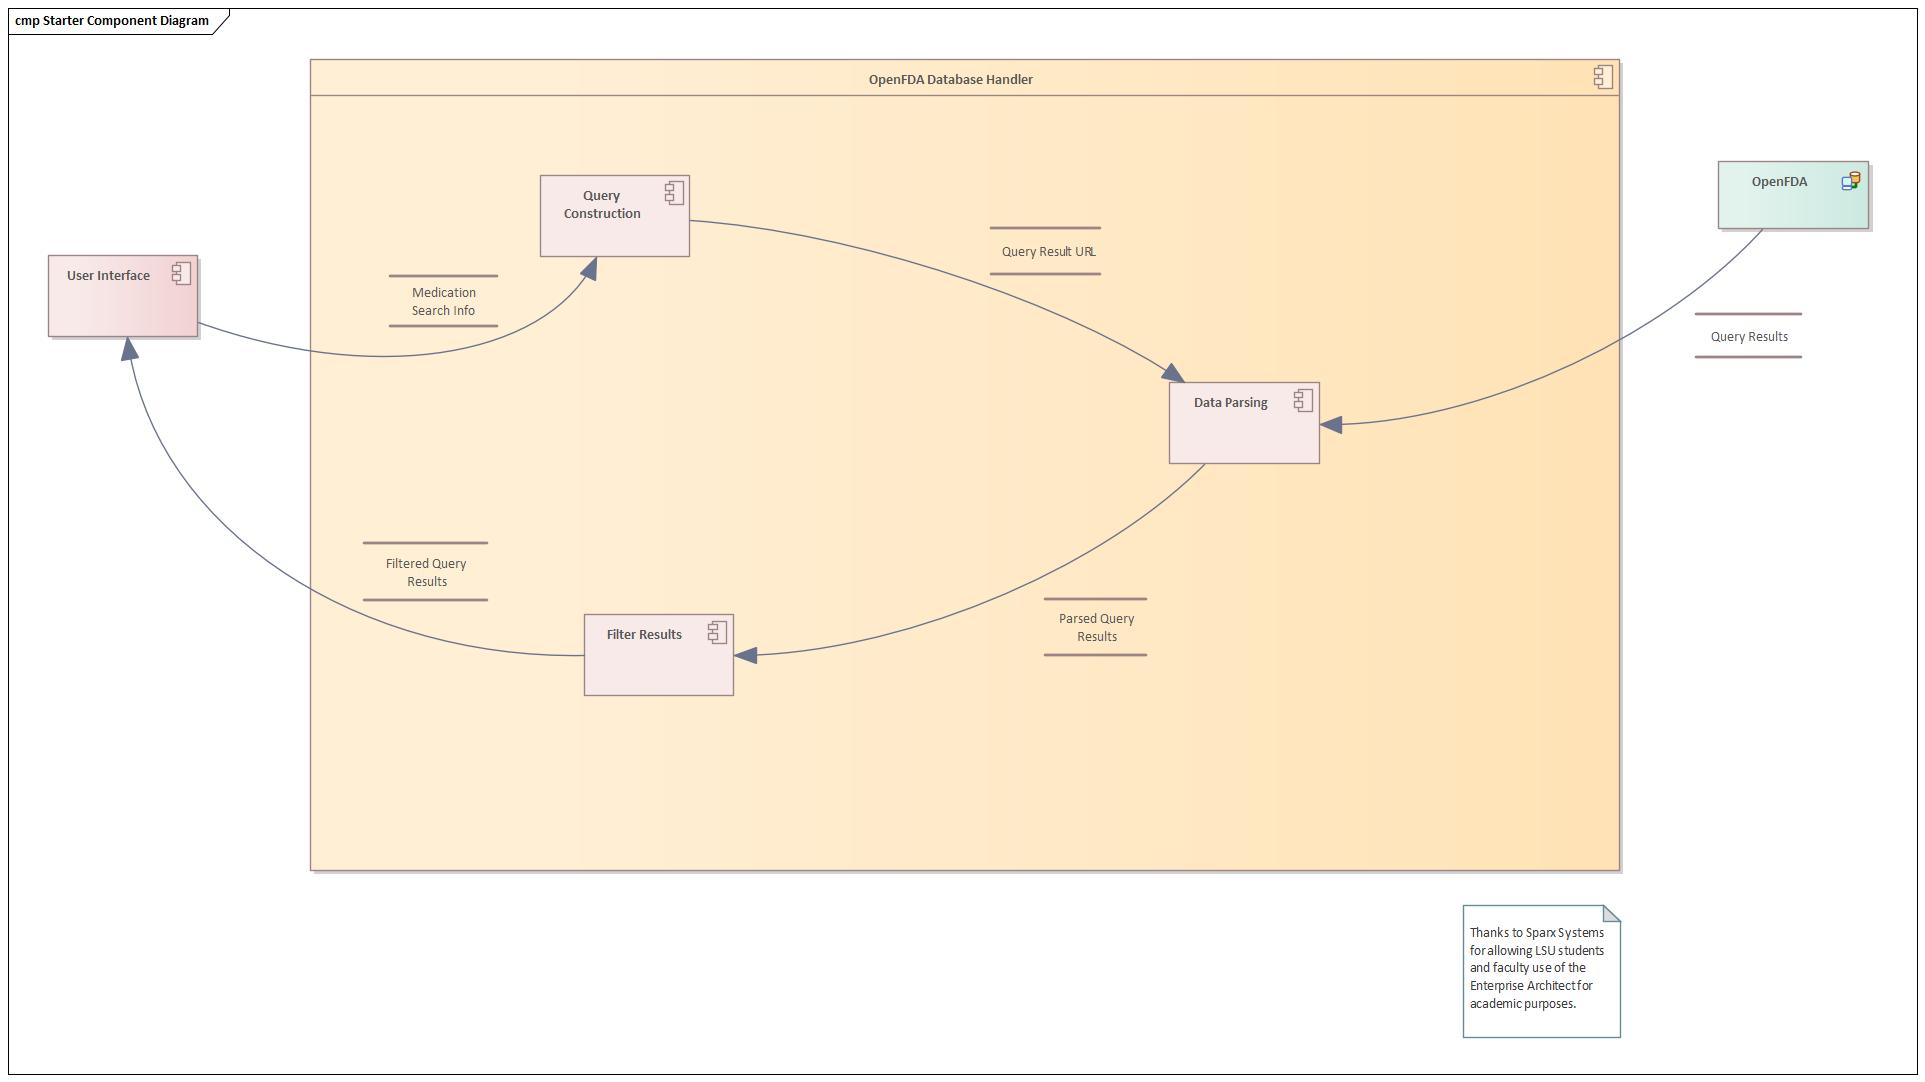 cmp Starter Component Diagram
OpenFDA Database Handler
Query
Construction
OpenFDA
User Interface
Medication
Search Info
Query Result URL
Query Results
Data Parsing
Filtered Query
Results
Filter Results
Parsed Query
Results
Thanks to Sparx Systems
for allowing LSU students
and faculty use of the
Enterprise Architect for
academic purposes.